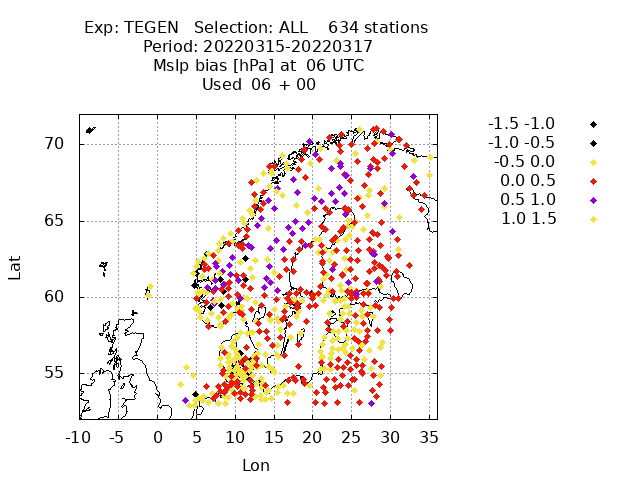 Exp: TEGEN   Selection: ALL    634 stations
Period: 20220315-20220317
Mslp bias [hPa] at  06 UTC
Used  06 + 00
-1.5 -1.0
-1.0 -0.5
-0.5 0.0
0.0 0.5
0.5 1.0
1.0 1.5
70
65
60
55
Lat
-10 -5 0 5 10 15 20 25 30 35
Lon